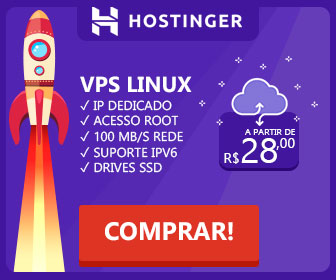 HOSTINGER
VPS LINUX
✓ IP DEDICADO
✓ ACESSO ROOT
✓ 100 MB/S REDE
✓ SUPORTE IPV6
✓ DRIVES SSD
A PARTIR DE
R$28,00
COMPRAR!